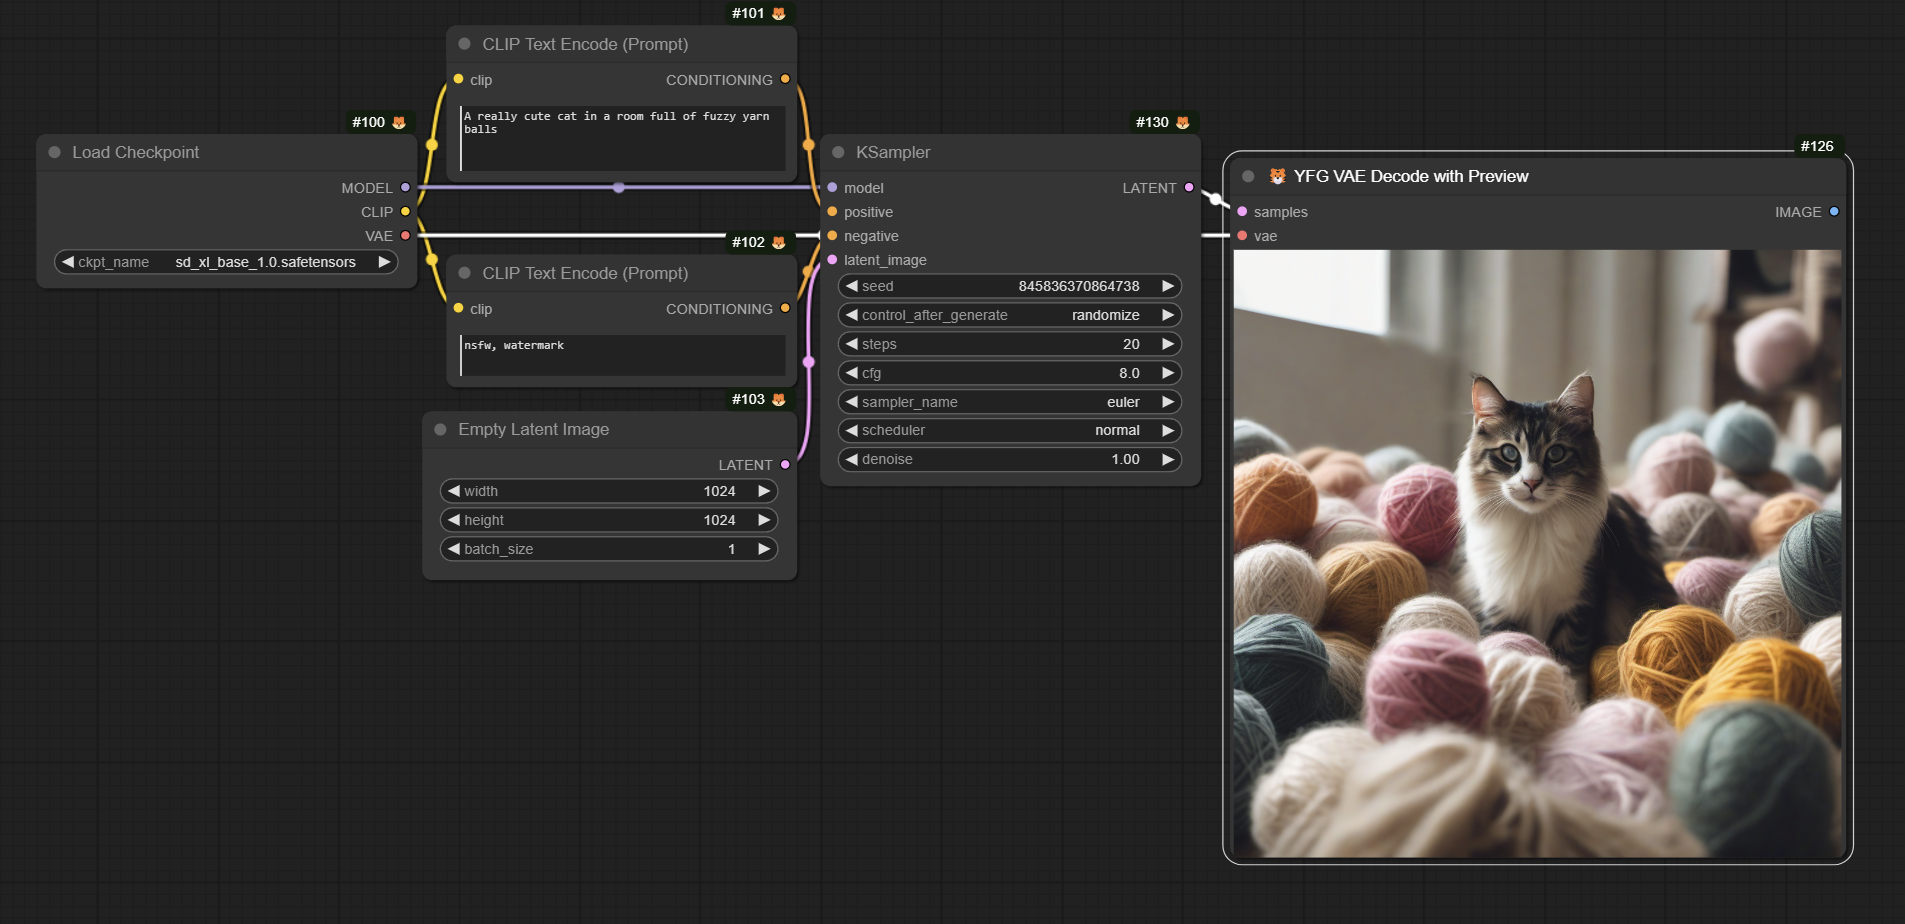 #100
Load Checkpoint
MODEL
CLIP
VAE
ckpt_name sd_xl_base_1.0.safetensors
#101
CLIP Text Encode (Prompt)
clip CONDITIONING
A really cute cat in a room full of fuzzy yarn
balls
#102
CLIP Text Encode (Prompt)
clip CONDITIONING
nsfw, watermark
#103
Empty Latent Image
LATENT
width 1024
height 1024
batch_size 1
#130
KSampler
model LATENT
positive
negative
latent_image
seed 845836370864738
control_after_generate randomize
steps 20
cfg 8.0
sampler_name euler
scheduler normal
denoise 1.00
#126
YFG VAE Decode with Preview
samples IMAGE
vae